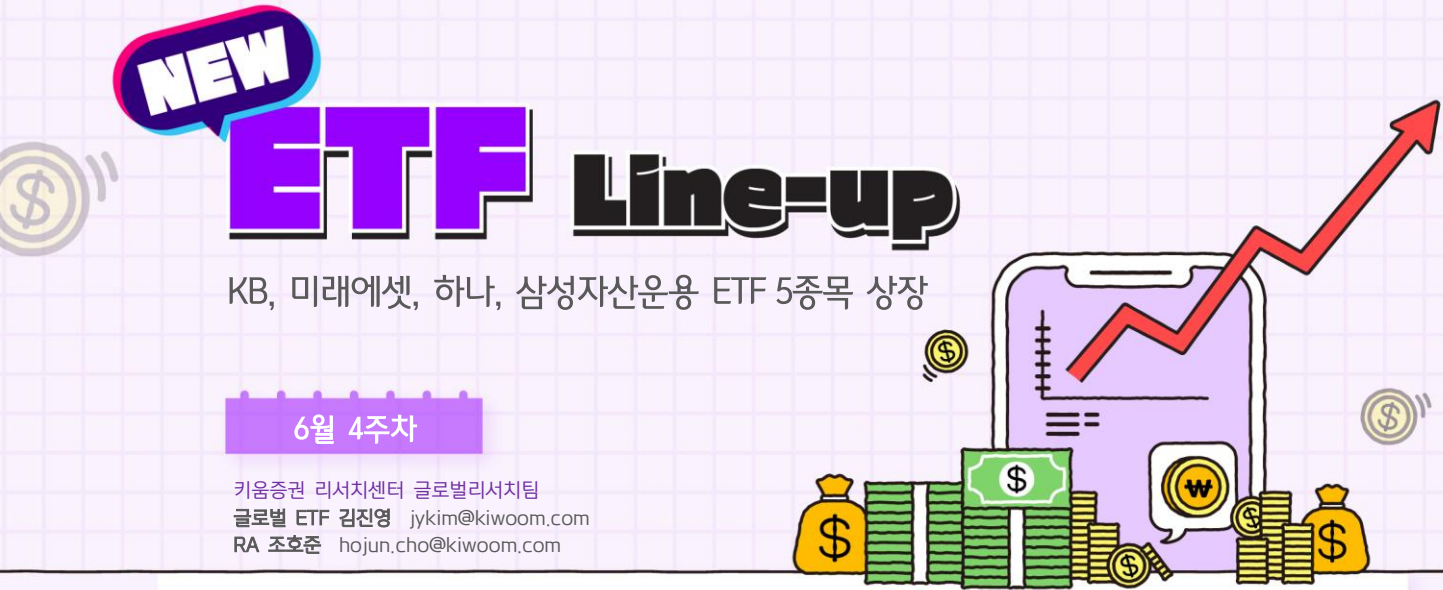 NEW
ETF Line-up
KB, 미래에셋, 하나, 삼성자산운용 ETF 5종목 상장
6월 4주차
키움증권 리서치센터 글로벌리서치팀
글로벌 ETF 김진영 jykim@kiwoom.com
RA 조호준 hojun.cho@kiwoom.com
$
$
$
$
₩
$
$
$
$